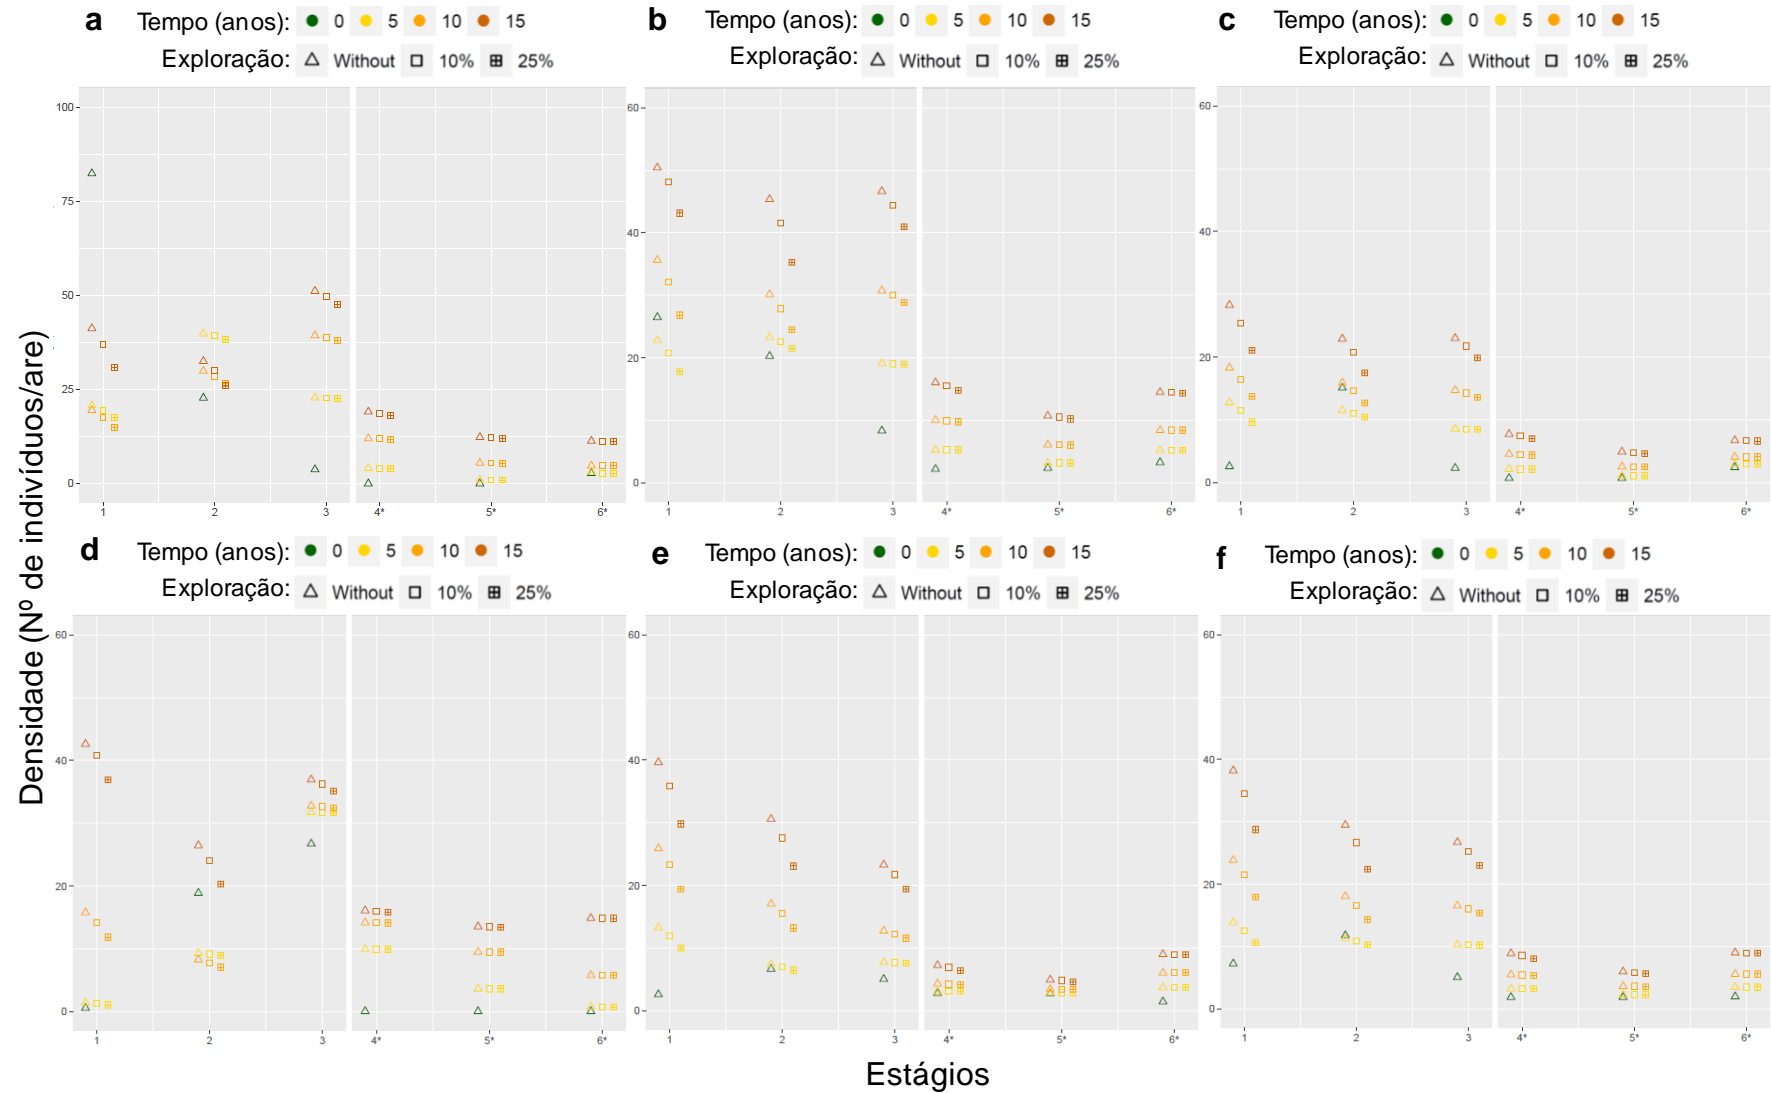 a Tempo (anos): 0 5 10 15
Exploração: Without 10% 25%
b Tempo (anos): 0 5 10 15
Exploração: Without 10% 25%
c Tempo (anos): 0 5 10 15
Exploração: Without 10% 25%
100
75
50
25
0
1 2 3 4* 5* 6*
60
40
20
0
1 2 3 4* 5* 6*
60
40
20
0
1 2 3 4* 5* 6*
Densidade (Nº de indivíduos/are)
d Tempo (anos): 0 5 10 15
Exploração: Without 10% 25%
e Tempo (anos): 0 5 10 15
Exploração: Without 10% 25%
f Tempo (anos): 0 5 10 15
Exploração: Without 10% 25%
60
40
20
0
1 2 3 4* 5* 6*
60
40
20
0
1 2 3 4* 5* 6*
60
40
20
0
1 2 3 4* 5* 6*
Estágios